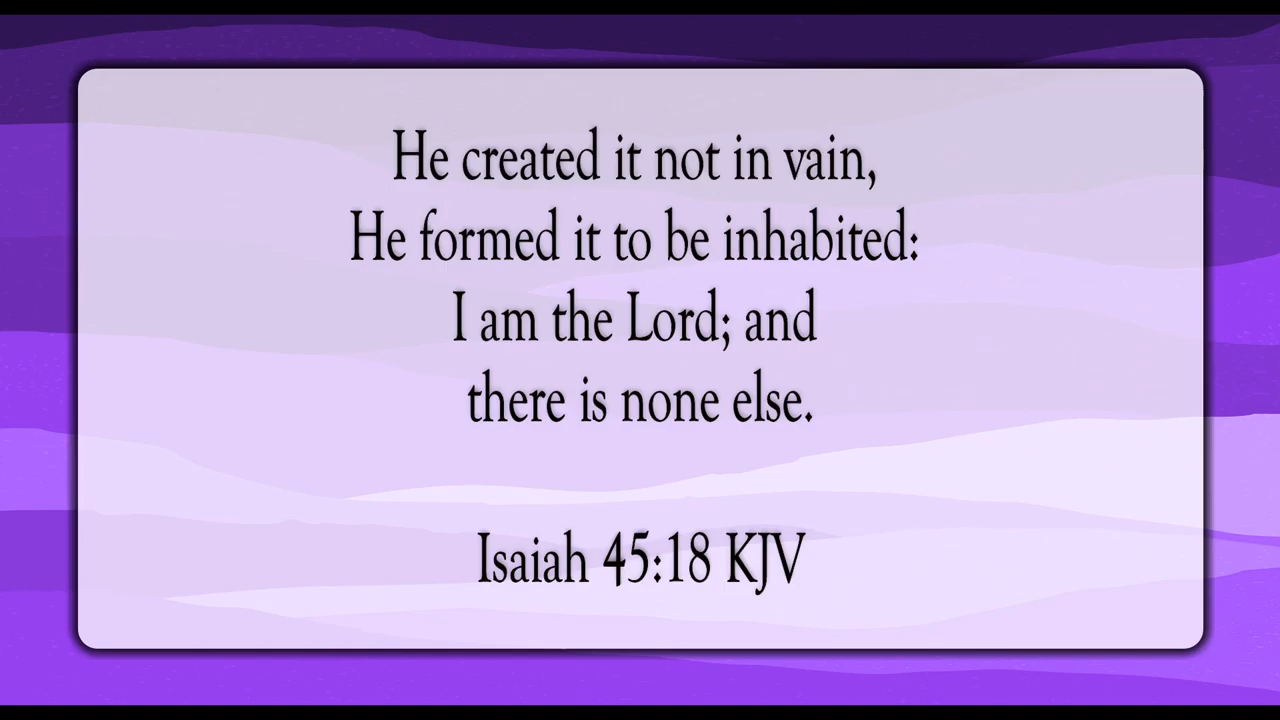 He created it not in vain,
He formed it to be inhabited:
I am the Lord; and
there is none else.
Isaiah 45:18 KJV